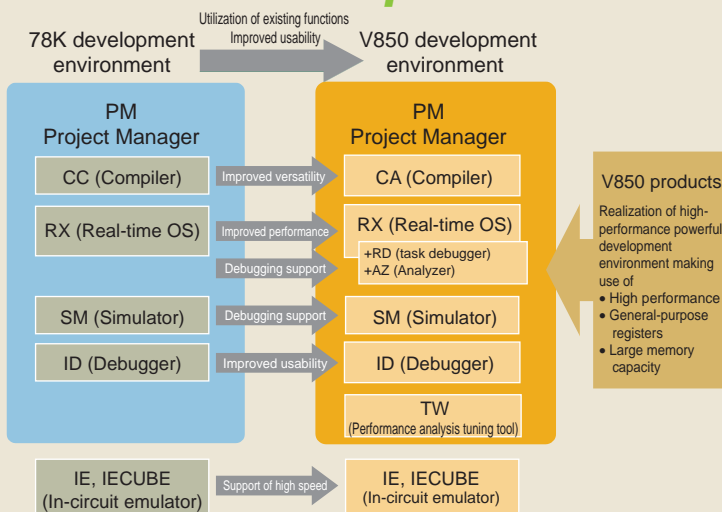 Utilization of existing functions
Improved usability
78K development
environment
V850 development
environment
PM
Project Manager
CC (Compiler)
RX (Real-time OS)
SM (Simulator)
ID (Debugger)
IE, IECUBE
(In-circuit emulator)
Improved versatility
Improved performance
Debugging support
Debugging support
Improved usability
Support of high speed
PM
Project Manager
CA (Compiler)
RX (Real-time OS)
+RD (task debugger)
+AZ (Analyzer)
SM (Simulator)
ID (Debugger)
TW
(Performance analysis tuning tool)
IE, IECUBE
(In-circuit emulator)
V850 products
Realization of high-
performance powerful
development
environment making
use of
• High performance
• General-purpose
registers
• Large memory
capacity